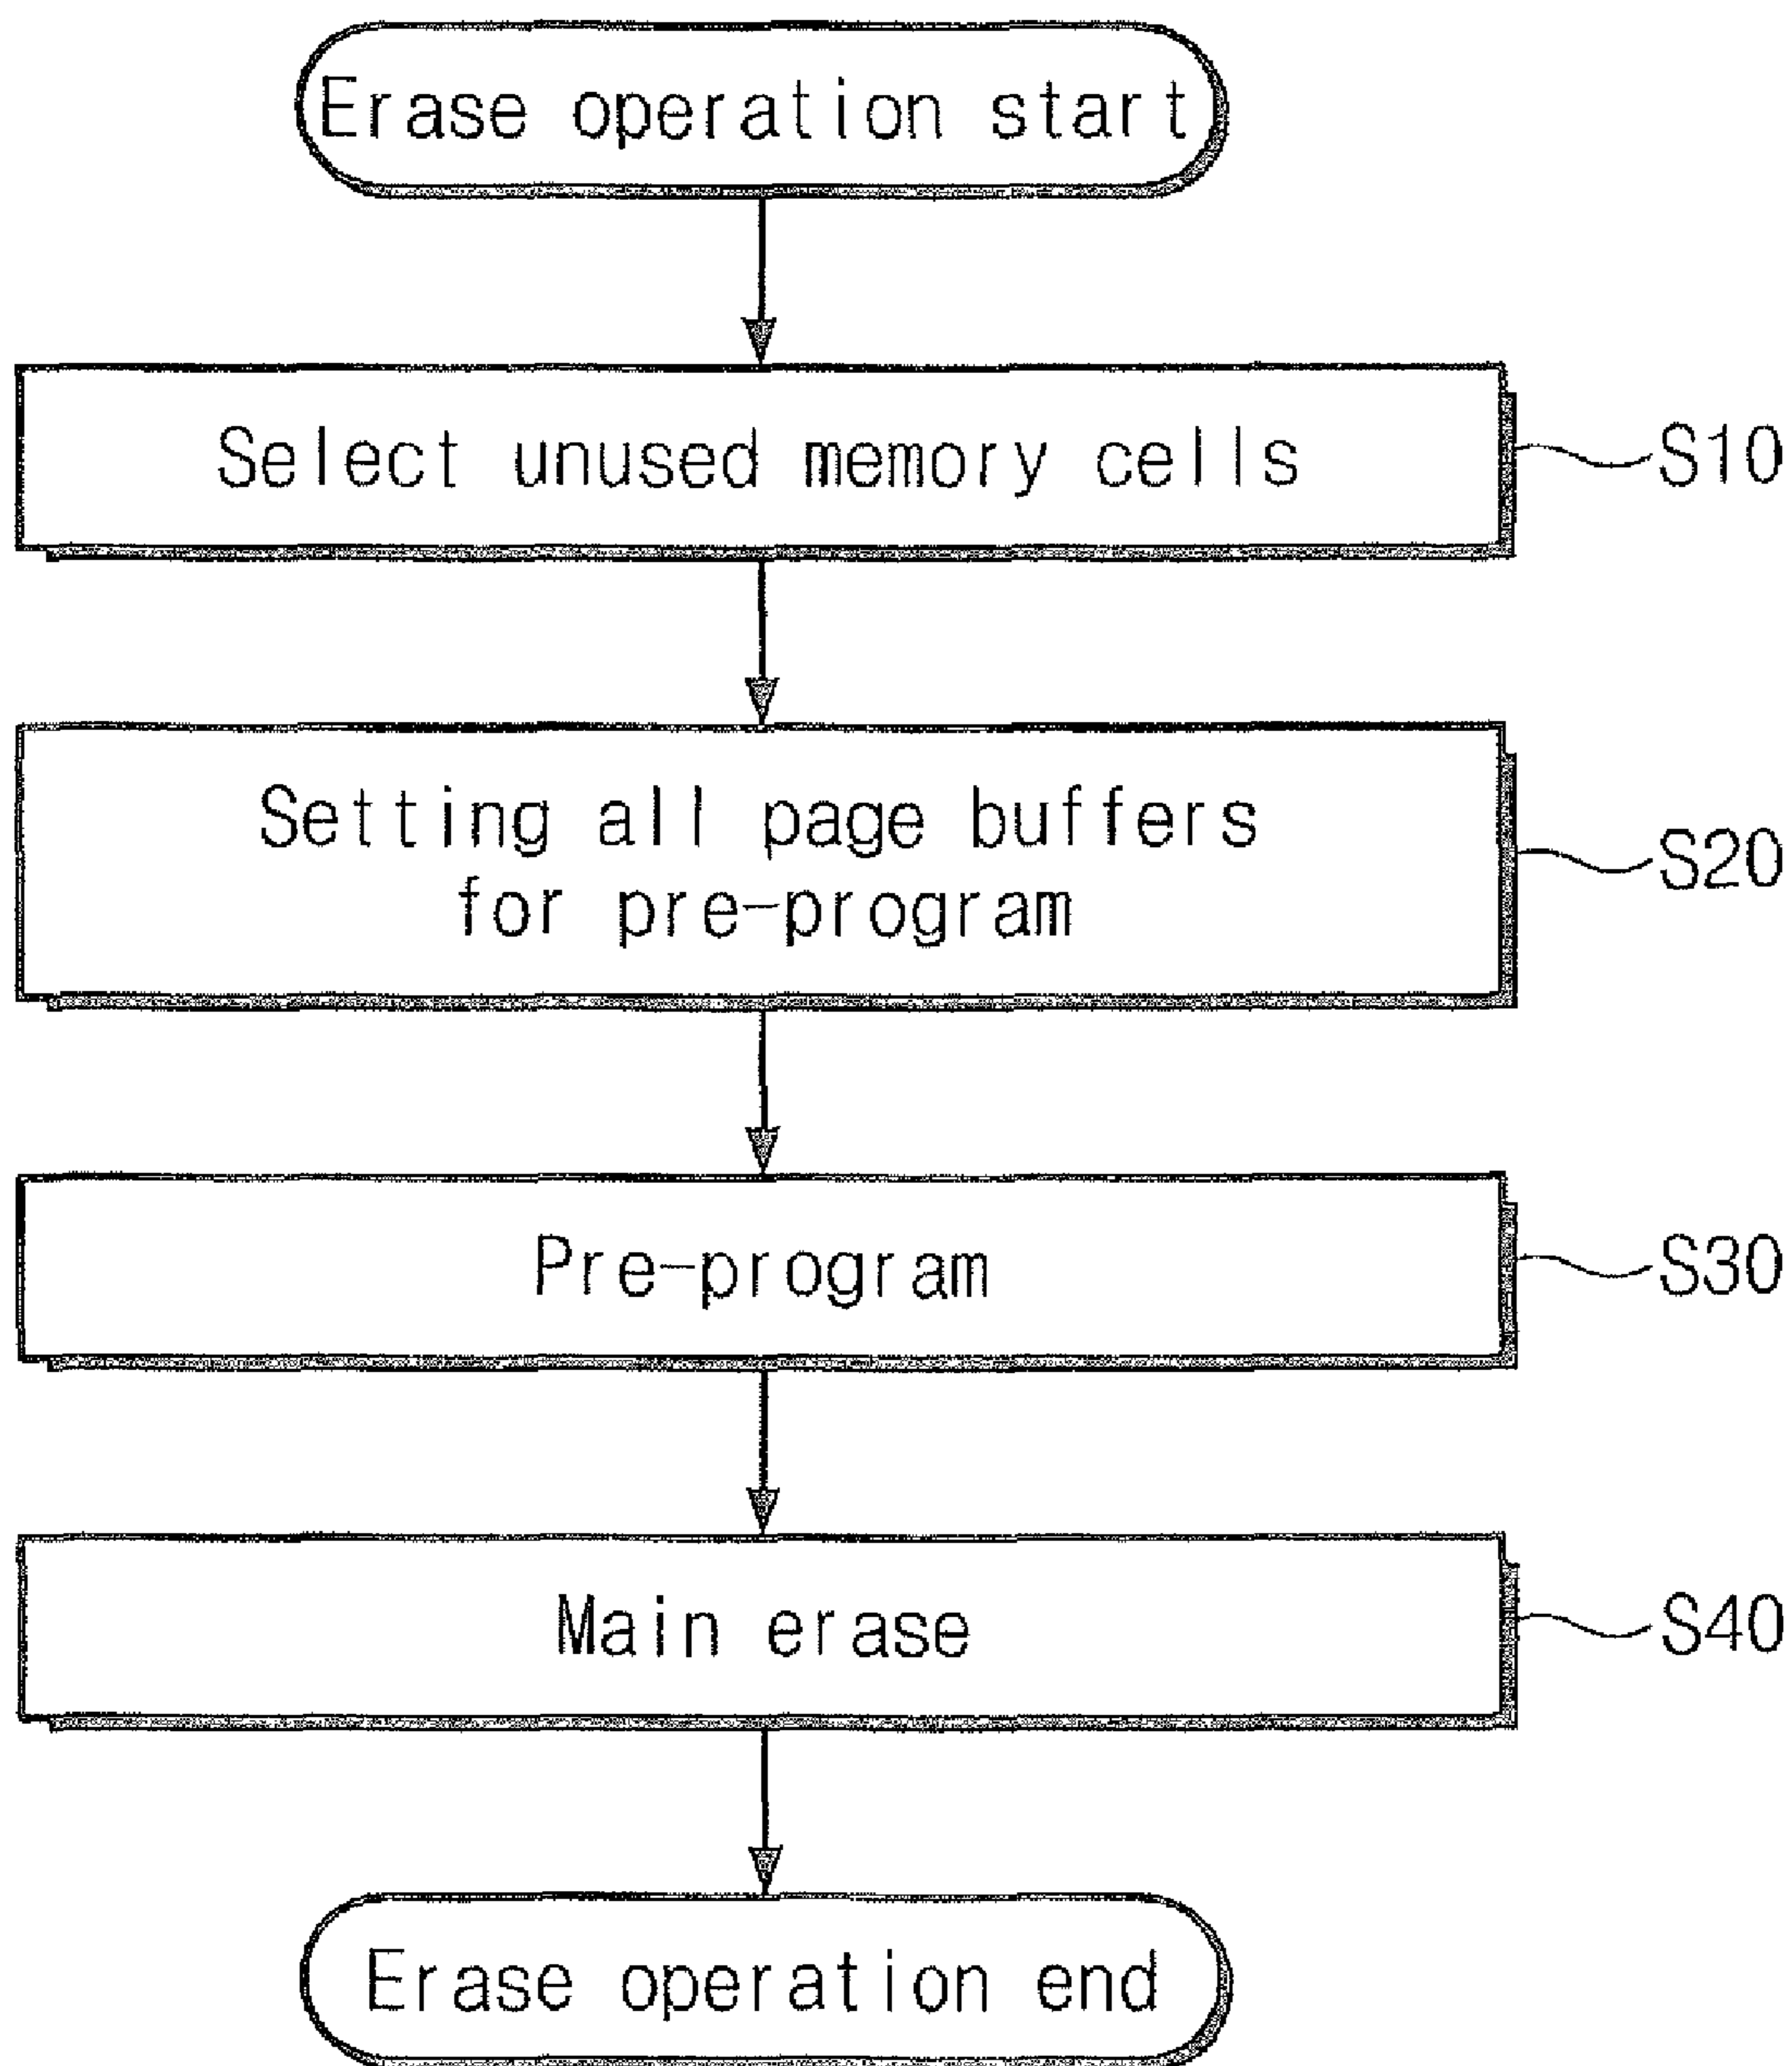 Erase operation start
Select unused memory cells
S10
Setting all page buffers
for pre-program
S20
Pre-program
S30
Main erase
S40
Erase operation end